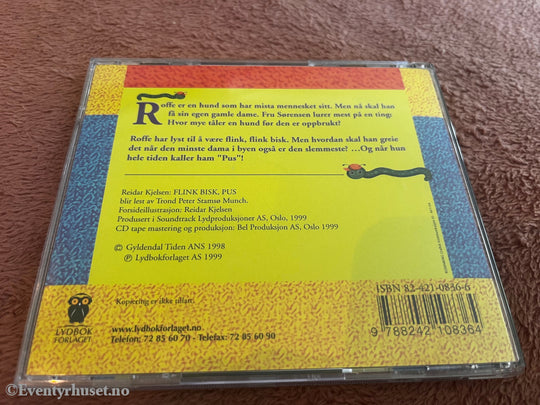 Roffe er en hund som har mista mennesket sitt. Men nå skal han
få sin egen gamle dame. Fru Sørensen lurer mest på en ting:
Hvor mye tåler en hund før den er oppbrukt?
Roffe har lyst til å være flink, flink bisk. Men hvordan skal han greie
det når den minste dama i byen også er den slemmeste? ...Og når hun
hele tiden kaller ham "Pus"!
Reidar Kjelsen: FLINK BISK, PUS
blir lest av Trond Peter Stamsø Munch.
Forsideillustrasjon: Reidar Kjelsen
Produsert i Soundtrack Lydproduksjoner AS, Oslo, 1999
CD tape mastering og produksjon: Bel Produksjon AS, Oslo 1999
© Gyldendal Tiden ANS 1998
℗ Lydbokforlaget AS 1999
ISBN 82-421-0836-6
Kopiering er ikke tillatt.
LYDBOK
FORLAGET
www.lydbokforlaget.no
Telefon: 72 85 60 70 - Telefax: 72 85 60 90
9 788242 108364
© Eventyrhuset.no